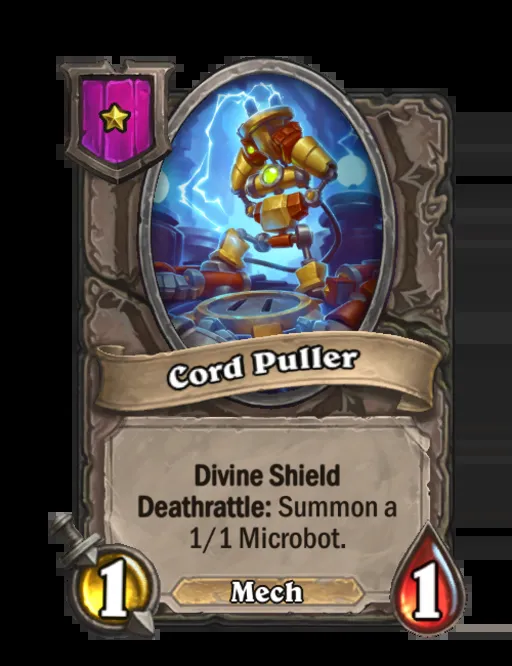 Cord Puller
Divine Shield
Deathrattle: Summon a
1/1 Microbot.
1
Mech
1